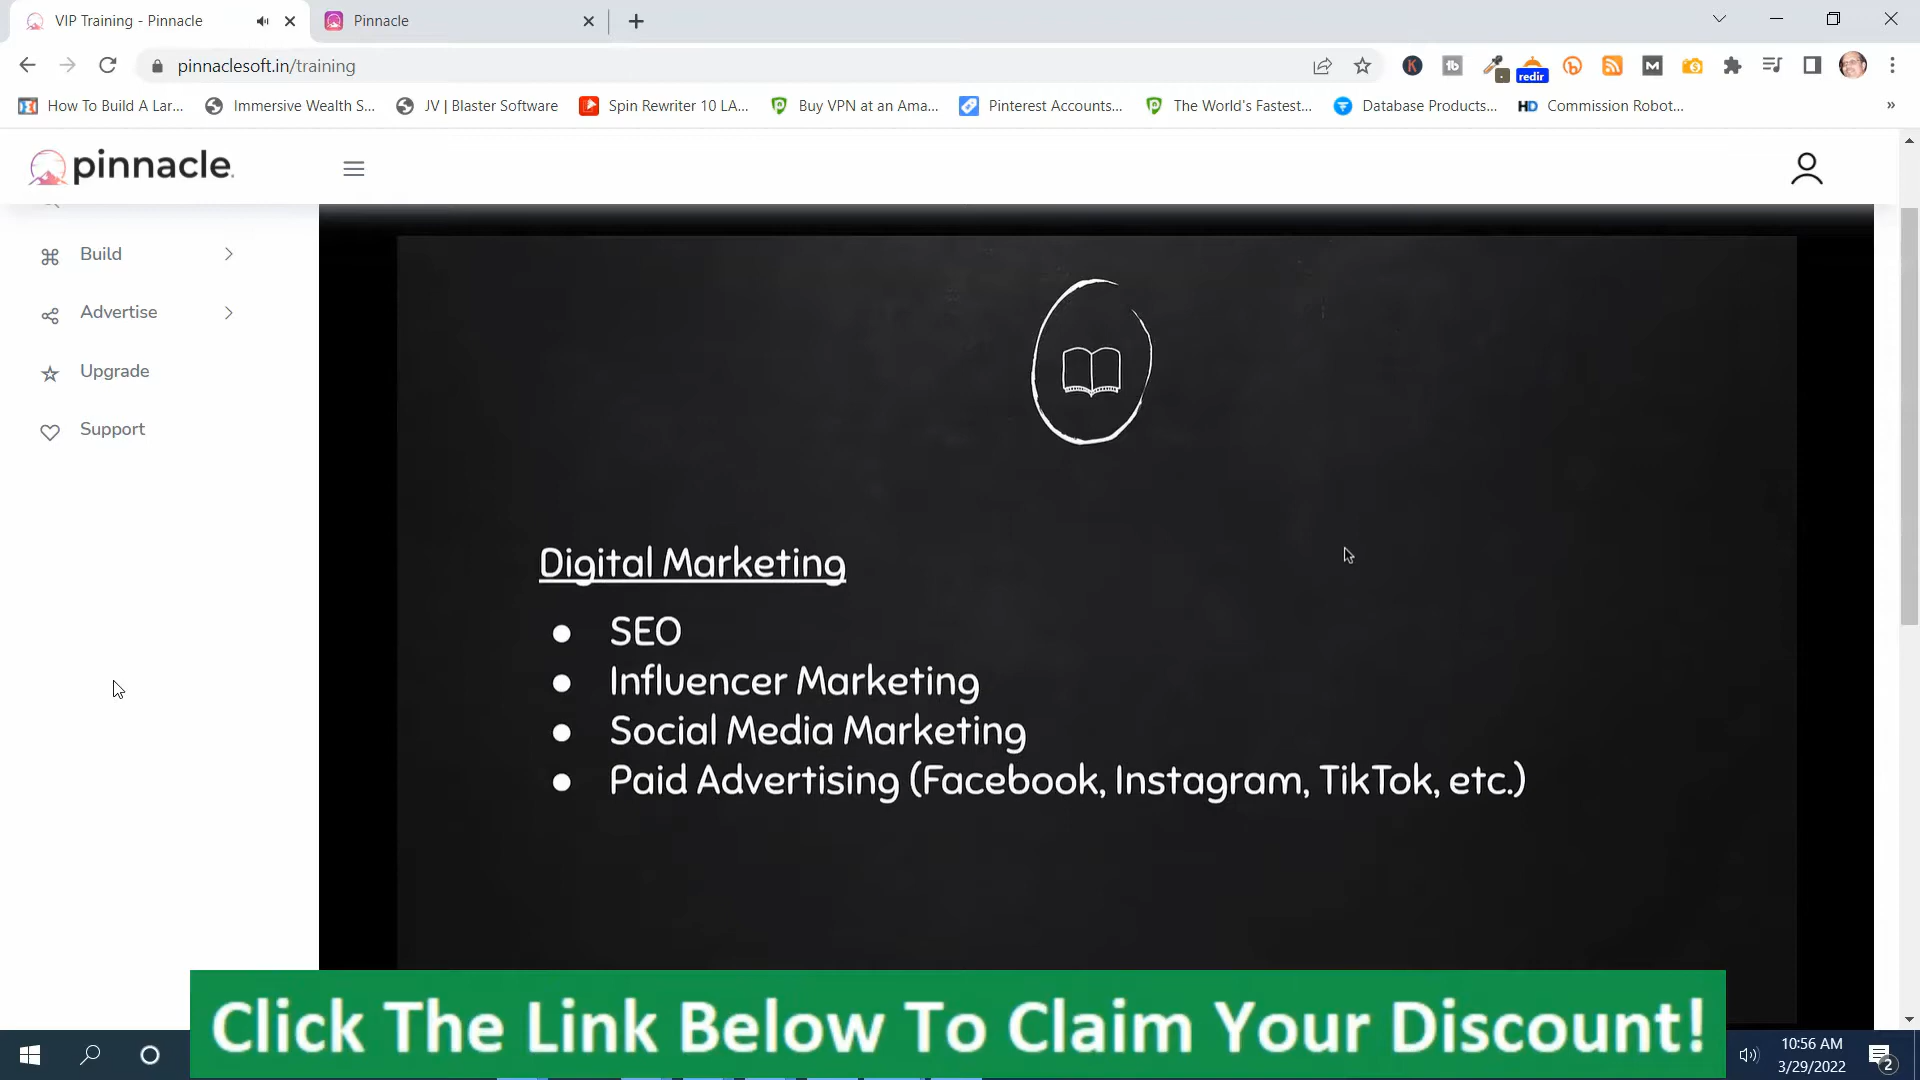 VIP Training - Pinnacle
Pinnacle
pinnaclesoft.in/training
redir
How To Build A Lar...
Immersive Wealth S...
JV | Blaster Software
Spin Rewriter 10 LA...
Buy VPN at an Ama...
Pinterest Accounts...
The World's Fastest...
Database Products...
HD
Commission Robot...
»
pinnacle.
Build
Advertise
Upgrade
Support
Digital Marketing
● SEO
● Influencer Marketing
● Social Media Marketing
● Paid Advertising (Facebook, Instagram, TikTok, etc.)
Click The Link Below To Claim Your Discount!
10:56 AM
3/29/2022
2